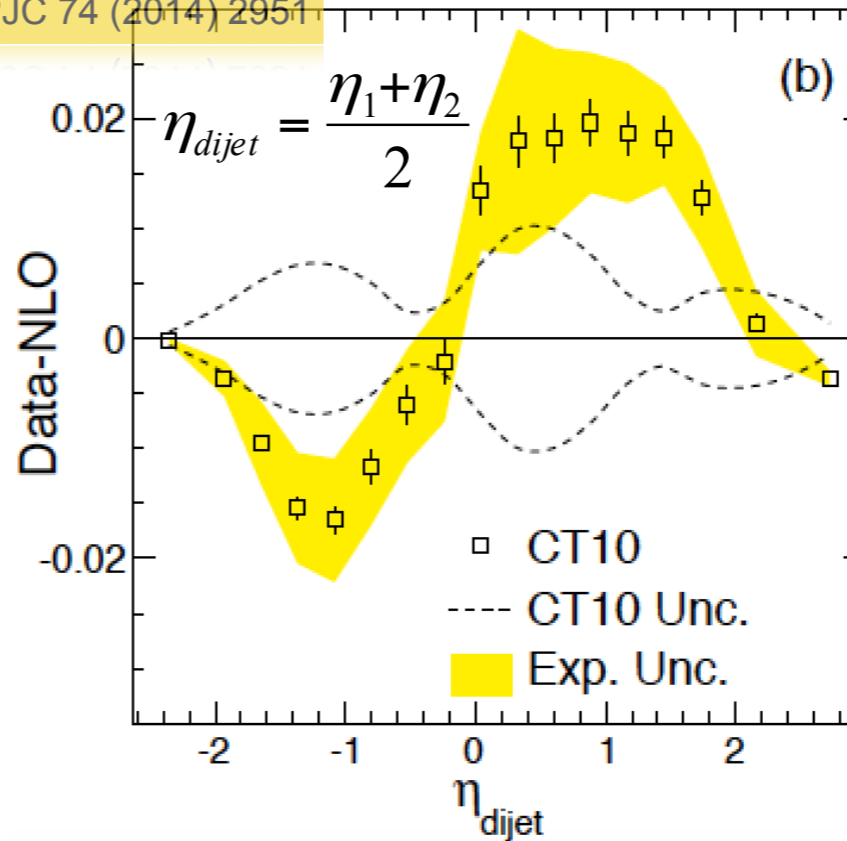 JC 74 (2014) 2951
(b)
η_dijet = (η₁+η₂)/2
Data-NLO
0.02
0
-0.02
CT10
CT10 Unc.
Exp. Unc.
-2 -1 0 1 2
η_dijet